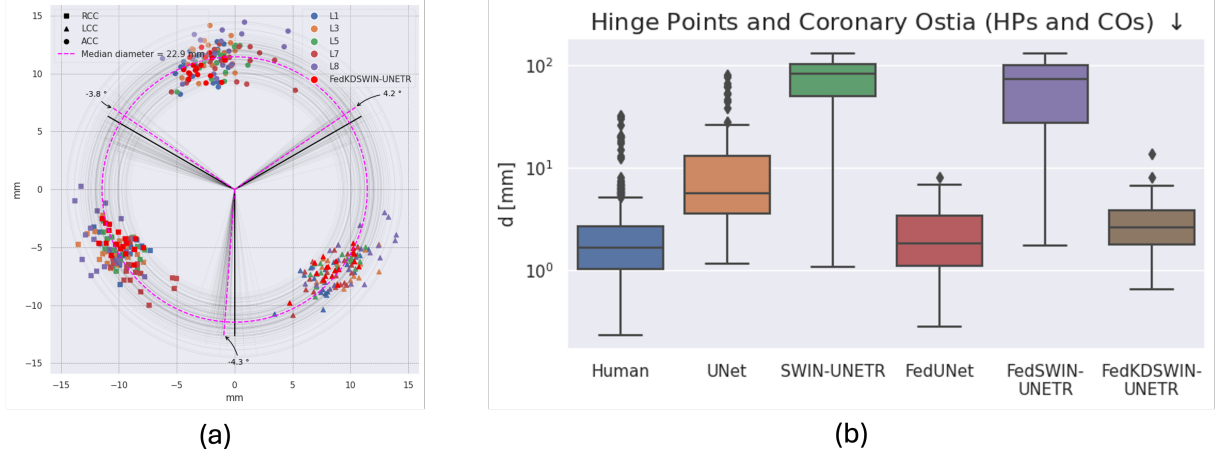 RCC
LCC
ACC
Median diameter = 22.9 mm
L1
L3
L5
L7
L8
FedKDSWIN-UNETR
15
10
5
0
−5
−10
−15
mm
-3.8 °
4.2 °
-4.3 °
−15 −10 −5 0 5 10 15
mm
(a)
Hinge Points and Coronary Ostia (HPs and COs) ↓
d [mm]
10²
10¹
10⁰
Human UNet SWIN-UNETR FedUNet FedSWIN-UNETR FedKDSWIN-UNETR
(b)